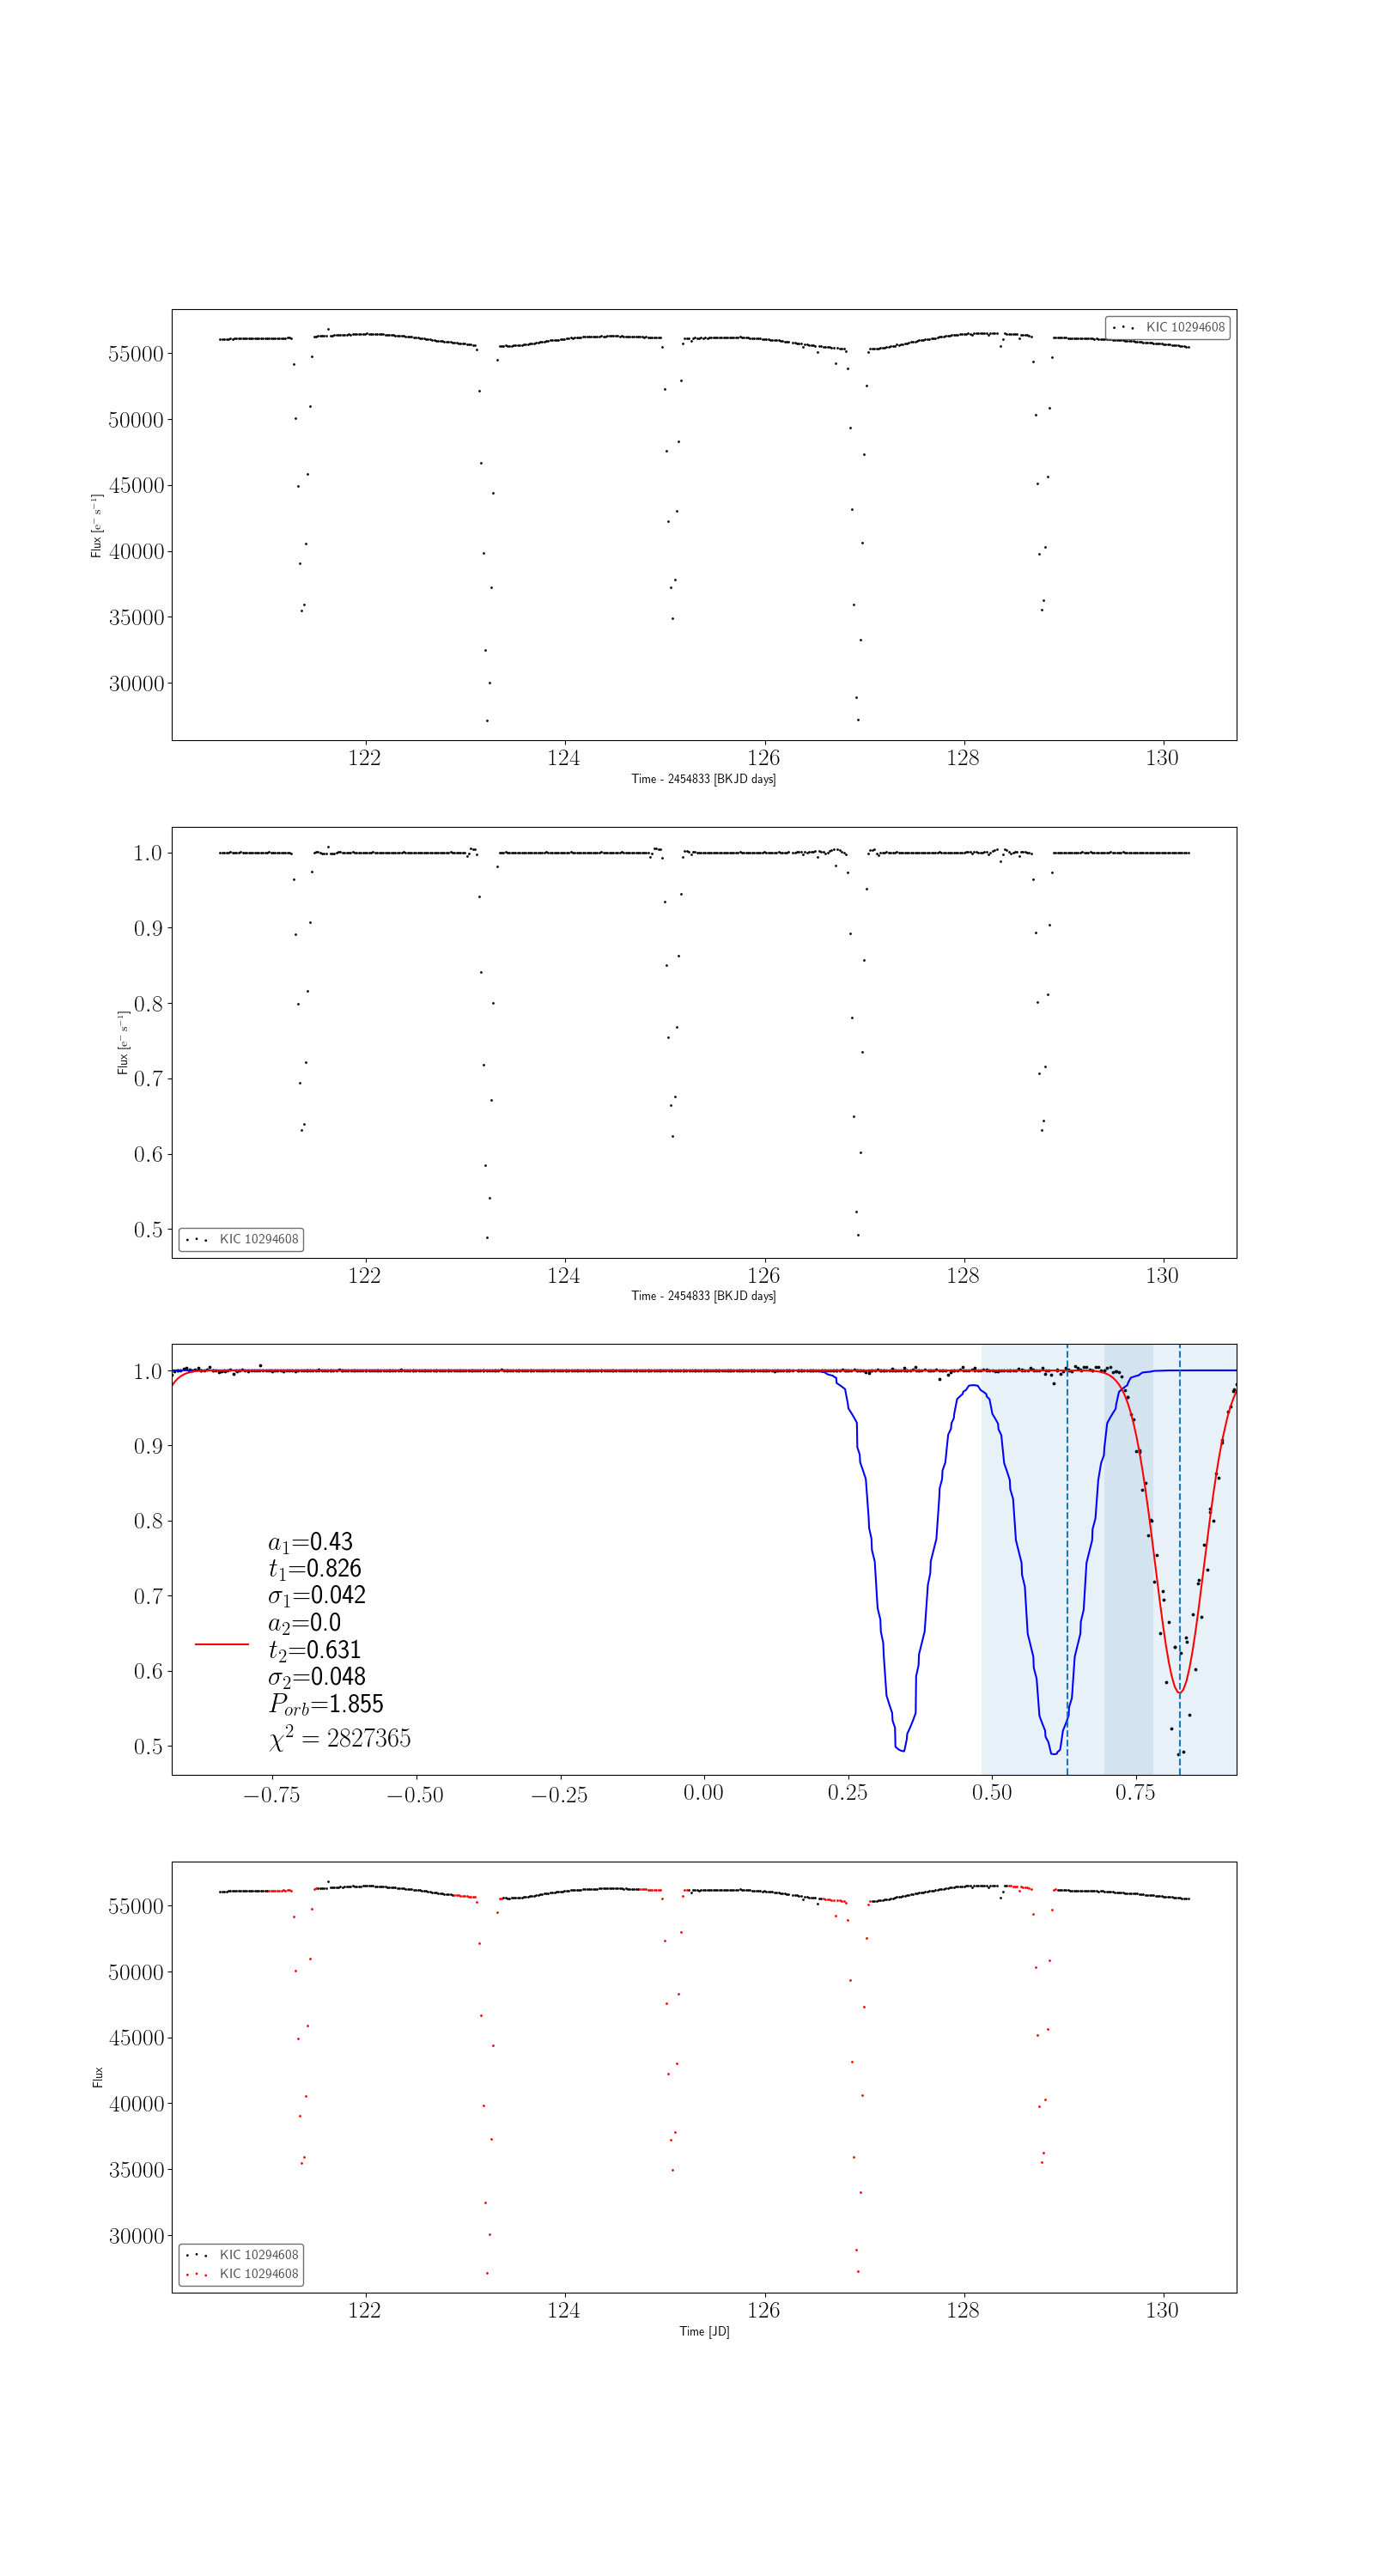 55000
50000
45000
40000
35000
30000
Flux [e⁻ s⁻¹]
KIC 10294608
122 124 126 128 130
Time - 2454833 [BKJD days]
1.0
0.9
0.8
0.7
0.6
0.5
Flux [e⁻ s⁻¹]
KIC 10294608
122 124 126 128 130
Time - 2454833 [BKJD days]
1.0
0.9
0.8
0.7
0.6
0.5
a₁=0.43
t₁=0.826
σ₁=0.042
a₂=0.0
t₂=0.631
σ₂=0.048
P_orb=1.855
χ² = 2827365
−0.75 −0.50 −0.25 0.00 0.25 0.50 0.75
55000
50000
45000
40000
35000
30000
Flux
KIC 10294608
KIC 10294608
122 124 126 128 130
Time [JD]